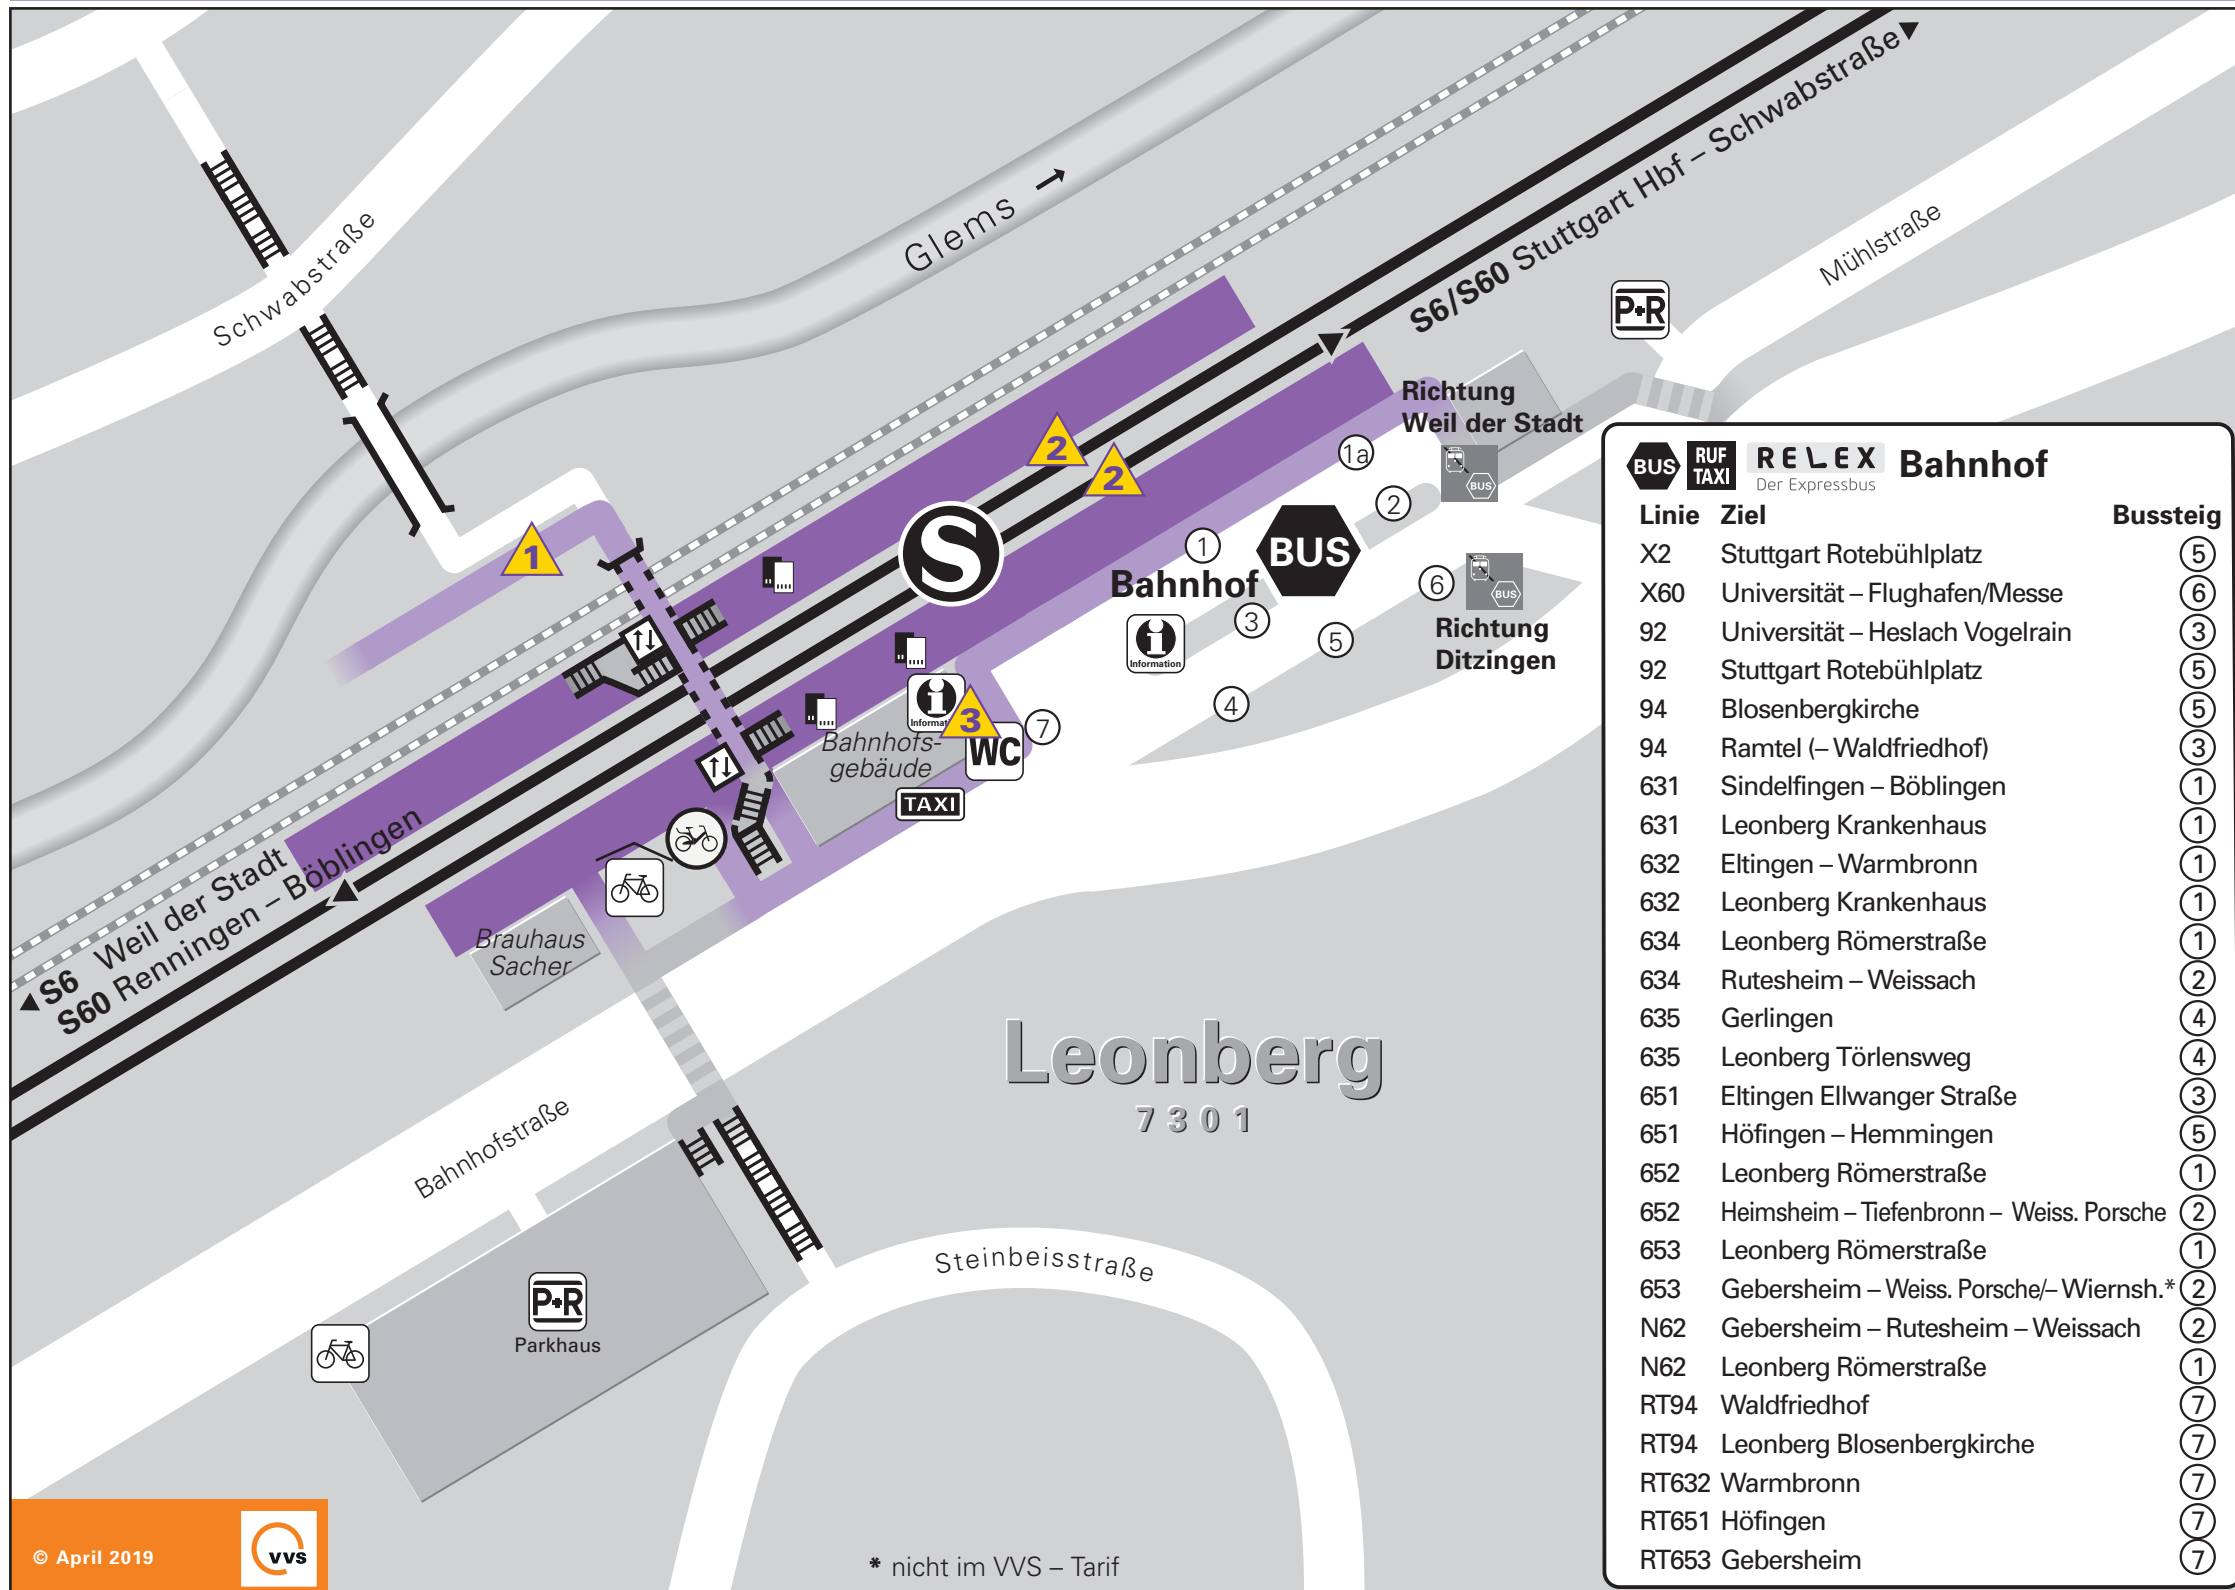 Schwabstraße
Glems →
S6/S60 Stuttgart Hbf – Schwabstraße
Mühlstraße
P+R
Richtung
Weil der Stadt
BUS
1a
2
1
BUS
Bahnhof
2
2
1
S
6
BUS
3
5
Richtung
Ditzingen
i
Information
4
i
Information
3
7
WC
Bahnhofs-
gebäude
TAXI
S6 Weil der Stadt
S60 Renningen – Böblingen
Brauhaus
Sacher
Leonberg
7301
Bahnhofstraße
Steinbeisstraße
P+R
Parkhaus
© April 2019
VVS
* nicht im VVS – Tarif
BUS RUF TAXI RELEX Bahnhof
Der Expressbus
Linie Ziel Bussteig
X2 Stuttgart Rotebühlplatz 5
X60 Universität – Flughafen/Messe 6
92 Universität – Heslach Vogelrain 3
92 Stuttgart Rotebühlplatz 5
94 Blosenbergkirche 5
94 Ramtel (– Waldfriedhof) 3
631 Sindelfingen – Böblingen 1
631 Leonberg Krankenhaus 1
632 Eltingen – Warmbronn 1
632 Leonberg Krankenhaus 1
634 Leonberg Römerstraße 1
634 Rutesheim – Weissach 2
635 Gerlingen 4
635 Leonberg Törlensweg 4
651 Eltingen Ellwanger Straße 3
651 Höfingen – Hemmingen 5
652 Leonberg Römerstraße 1
652 Heimsheim – Tiefenbronn – Weiss. Porsche 2
653 Leonberg Römerstraße 1
653 Gebersheim – Weiss. Porsche/– Wiernsh.* 2
N62 Gebersheim – Rutesheim – Weissach 2
N62 Leonberg Römerstraße 1
RT94 Waldfriedhof 7
RT94 Leonberg Blosenbergkirche 7
RT632 Warmbronn 7
RT651 Höfingen 7
RT653 Gebersheim 7